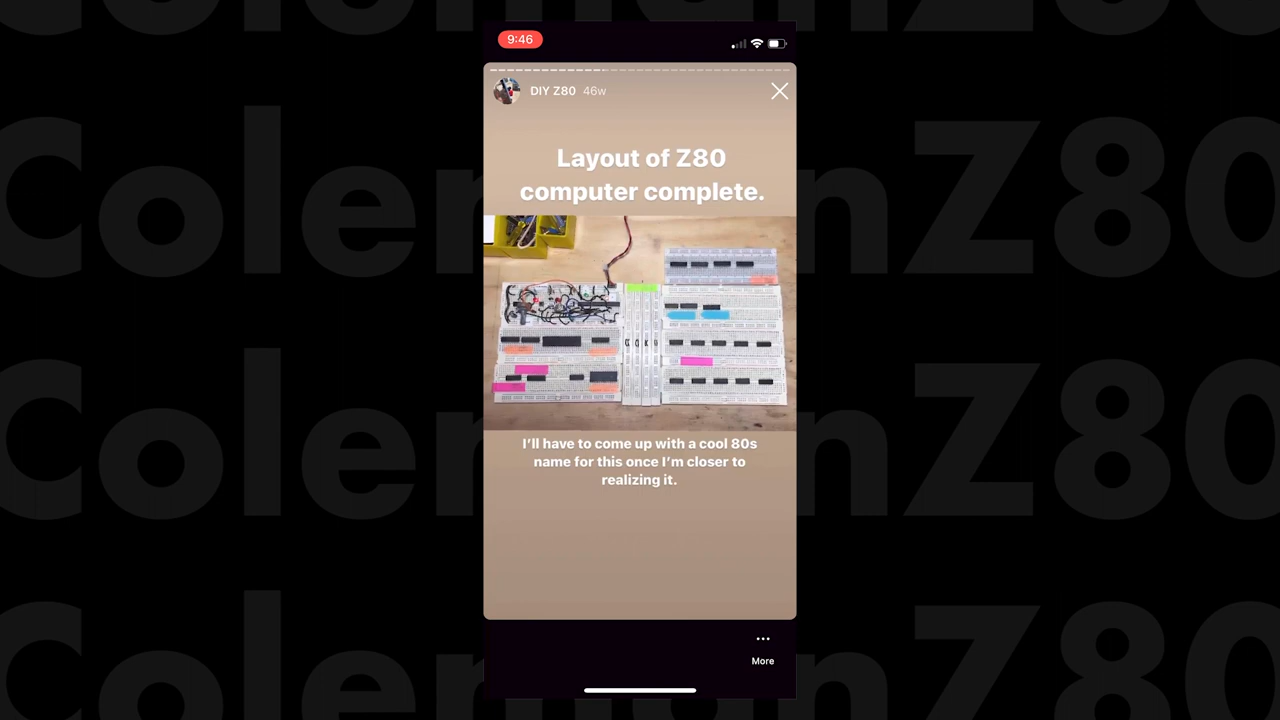 ColemanZ80
9:46
DIY Z80 46w
Layout of Z80
computer complete.
I'll have to come up with a cool 80s
name for this once I'm closer to
realizing it.
More